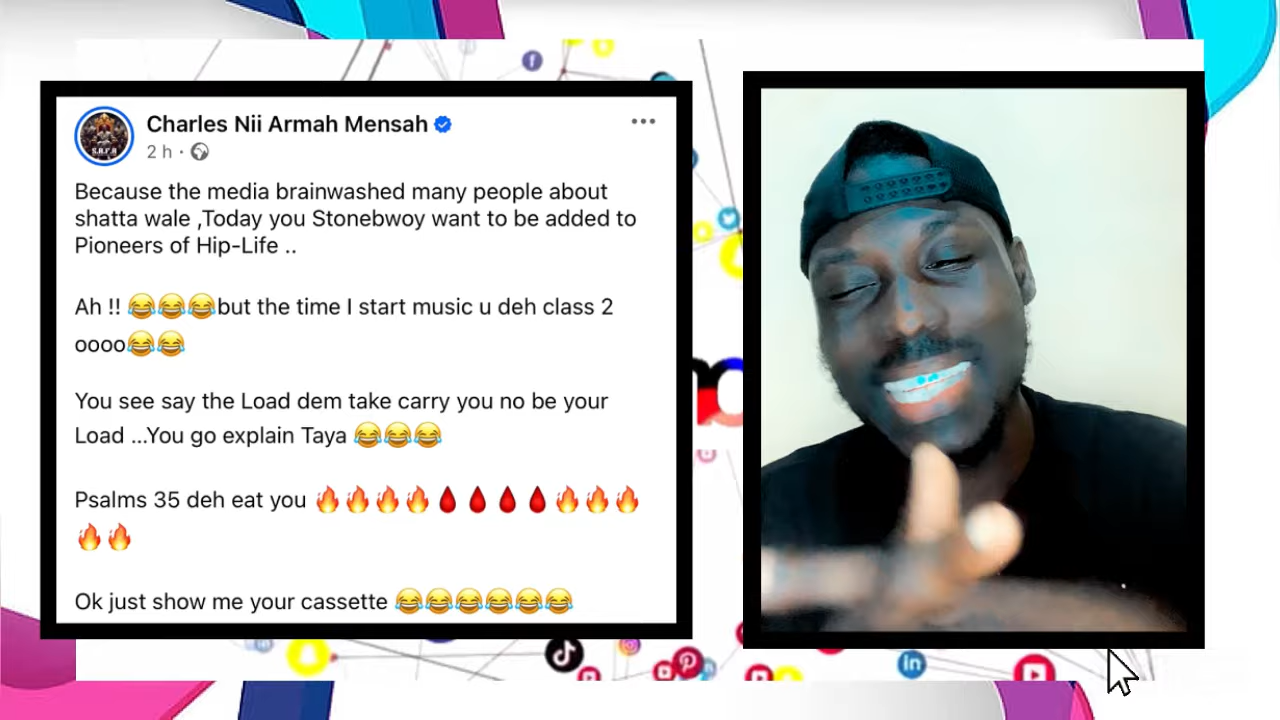 Charles Nii Armah Mensah
2 h ·
Because the media brainwashed many people about
shatta wale ,Today you Stonebwoy want to be added to
Pioneers of Hip-Life ..
Ah !! 😂😂😂but the time I start music u deh class 2
oooo😂😂
You see say the Load dem take carry you no be your
Load ...You go explain Taya 😂😂😂
Psalms 35 deh eat you 🔥🔥🔥🔥🩸🩸🩸🩸🔥🔥🔥
🔥🔥
Ok just show me your cassette 😂😂😂😂😂😂